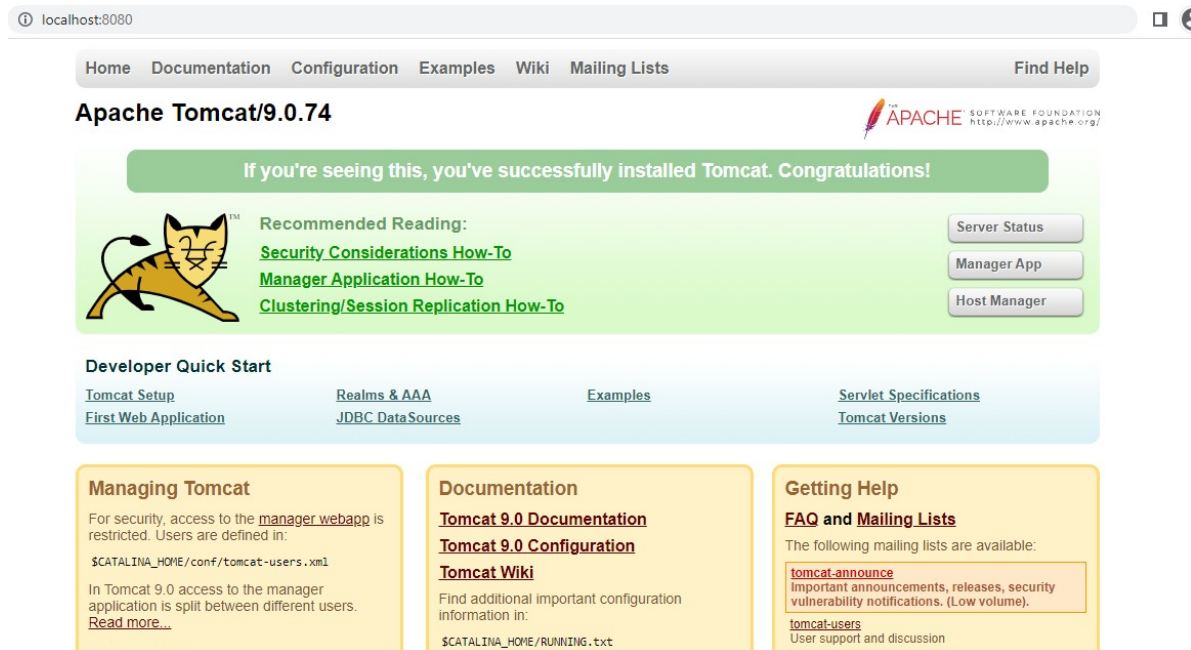 localhost:8080
Home Documentation Configuration Examples Wiki Mailing Lists Find Help
Apache Tomcat/9.0.74
THE
APACHE SOFTWARE FOUNDATION
http://www.apache.org/
If you're seeing this, you've successfully installed Tomcat. Congratulations!
TM
Recommended Reading:
Security Considerations How-To
Manager Application How-To
Clustering/Session Replication How-To
Server Status
Manager App
Host Manager
Developer Quick Start
Tomcat Setup
First Web Application
Realms & AAA
JDBC DataSources
Examples
Servlet Specifications
Tomcat Versions
Managing Tomcat
For security, access to the manager webapp is
restricted. Users are defined in:
$CATALINA_HOME/conf/tomcat-users.xml
In Tomcat 9.0 access to the manager
application is split between different users.
Read more...
Documentation
Tomcat 9.0 Documentation
Tomcat 9.0 Configuration
Tomcat Wiki
Find additional important configuration
information in:
$CATALINA_HOME/RUNNING.txt
Getting Help
FAQ and Mailing Lists
The following mailing lists are available:
tomcat-announce
Important announcements, releases, security
vulnerability notifications. (Low volume).
tomcat-users
User support and discussion